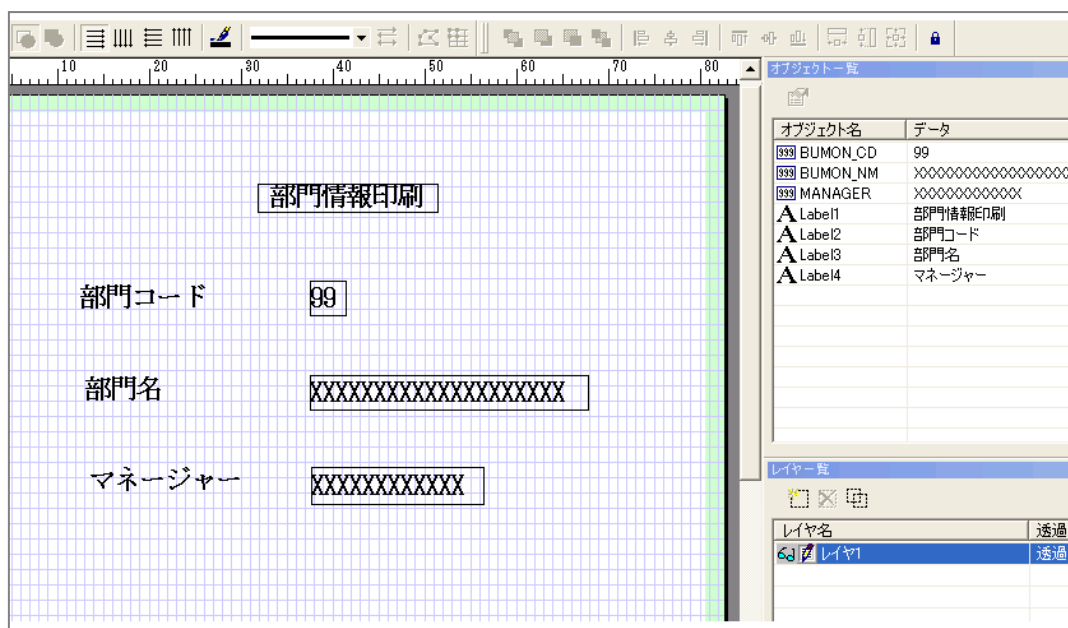 10 20 30 40 50 60 70 80
部門情報印刷
部門コード 99
部門名 XXXXXXXXXXXXXXXXXXXX
マネージャー XXXXXXXXXXXX
オブジェクト一覧
オブジェクト名 データ
999 BUMON_CD 99
999 BUMON_NM XXXXXXXXXXXXXXXXXXXX
999 MANAGER XXXXXXXXXXXX
A Label1 部門情報印刷
A Label2 部門コード
A Label3 部門名
A Label4 マネージャー
レイヤ一覧
レイヤ名 透過
レイヤ1 透過